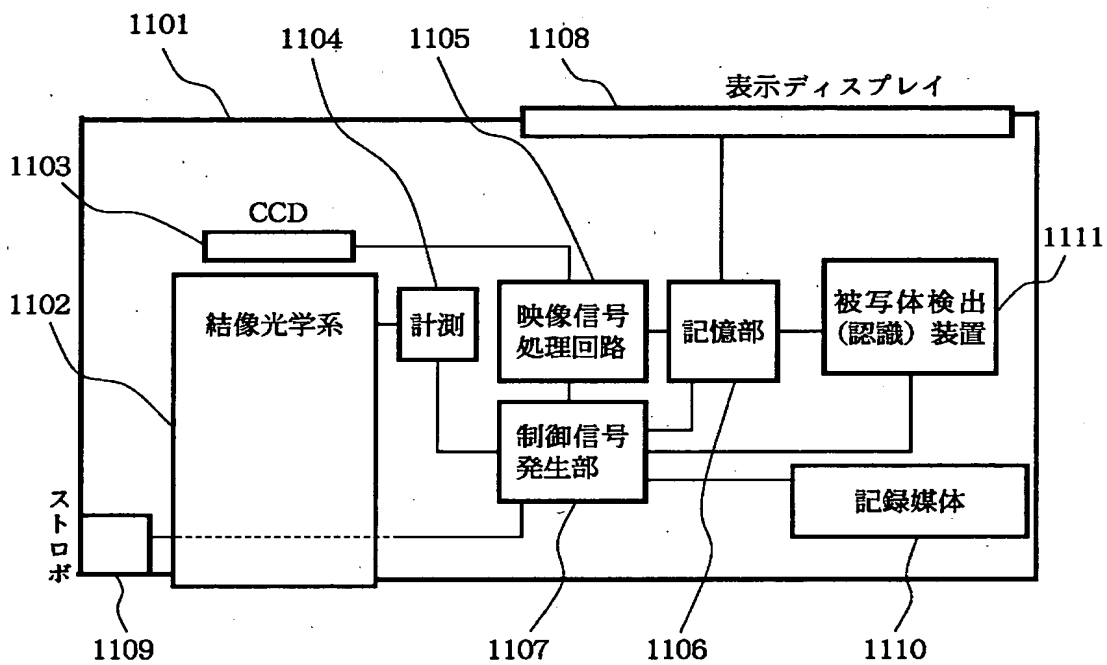 1101
1104
1105
1108
表示ディスプレイ
1103
CCD
1111
1102
結像光学系
計測
映像信号
処理回路
記憶部
被写体検出
(認識)装置
制御信号
発生部
記録媒体
ストロボ
1109
1107
1106
1110